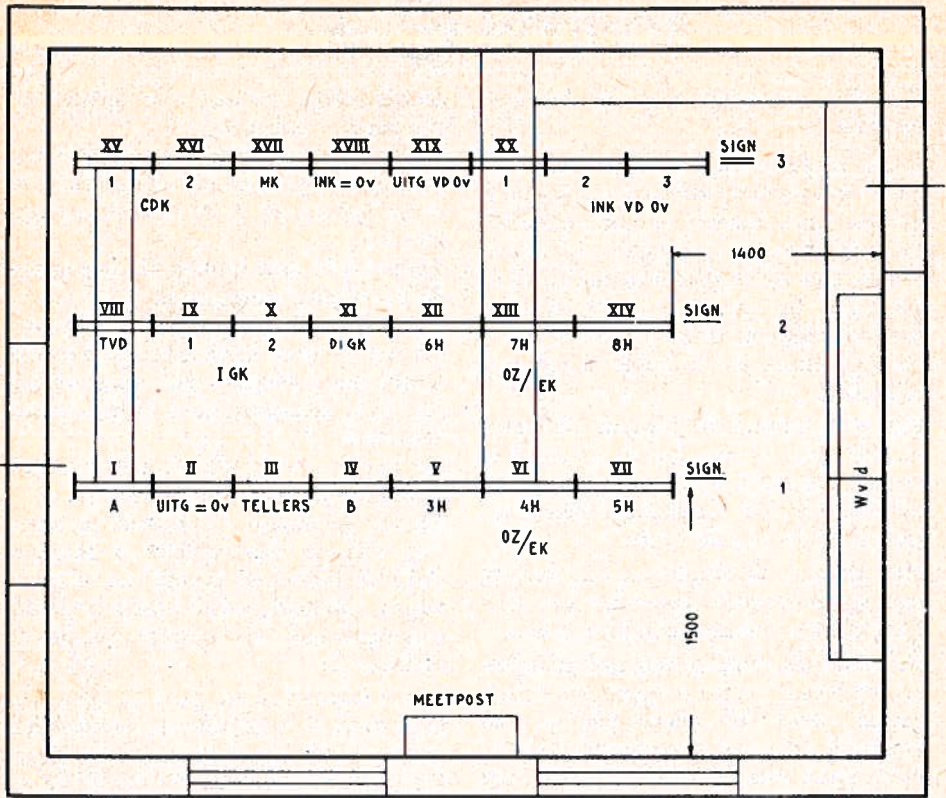 XV XVI XVII XVIII XIX XX SIGN 3
1 2 MK INK = OV UITG VD OV 1 2 3
CDK INK VD OV
1400
VIII IX X XI XII XIII XIV SIGN 2
TVD 1 2 DIGK 6H 7H 8H
I GK OZ/EK
I II III IV V VI VII SIGN. 1
A UITG = OV TELLERS B 3H 4H 5H
OZ/EK
Wvd
1500
MEETPOST